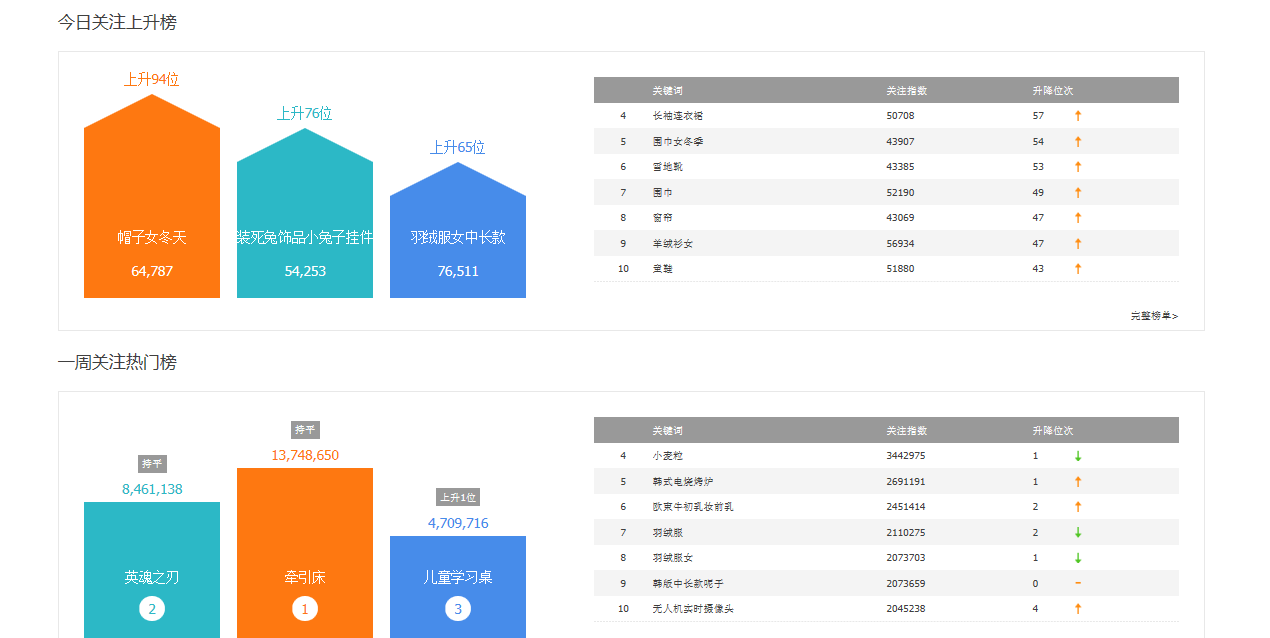 今日关注上升榜
上升94位
帽子女冬天
64,787
上升76位
装死兔饰品小兔子挂件
54,253
上升65位
羽绒服女中长款
76,511
关键词 关注指数 升降位次
4 长袖连衣裙 50708 57 ↑
5 围巾女冬季 43907 54 ↑
6 雪地靴 43385 53 ↑
7 围巾 52190 49 ↑
8 窗帘 43069 47 ↑
9 羊绒衫女 56934 47 ↑
10 童鞋 51880 43 ↑
完整榜单>
一周关注热门榜
持平
8,461,138
英魂之刃
2
持平
13,748,650
牵引床
1
上升1位
4,709,716
儿童学习桌
3
关键词 关注指数 升降位次
4 小麦粒 3442975 1 ↓
5 韩式电烧烤炉 2691191 1 ↑
6 欧束牛初乳妆前乳 2451414 2 ↑
7 羽绒服 2110275 2 ↓
8 羽绒服女 2073703 1 ↓
9 韩版中长款呢子 2073659 0 -
10 无人机实时摄像头 2045238 4 ↑